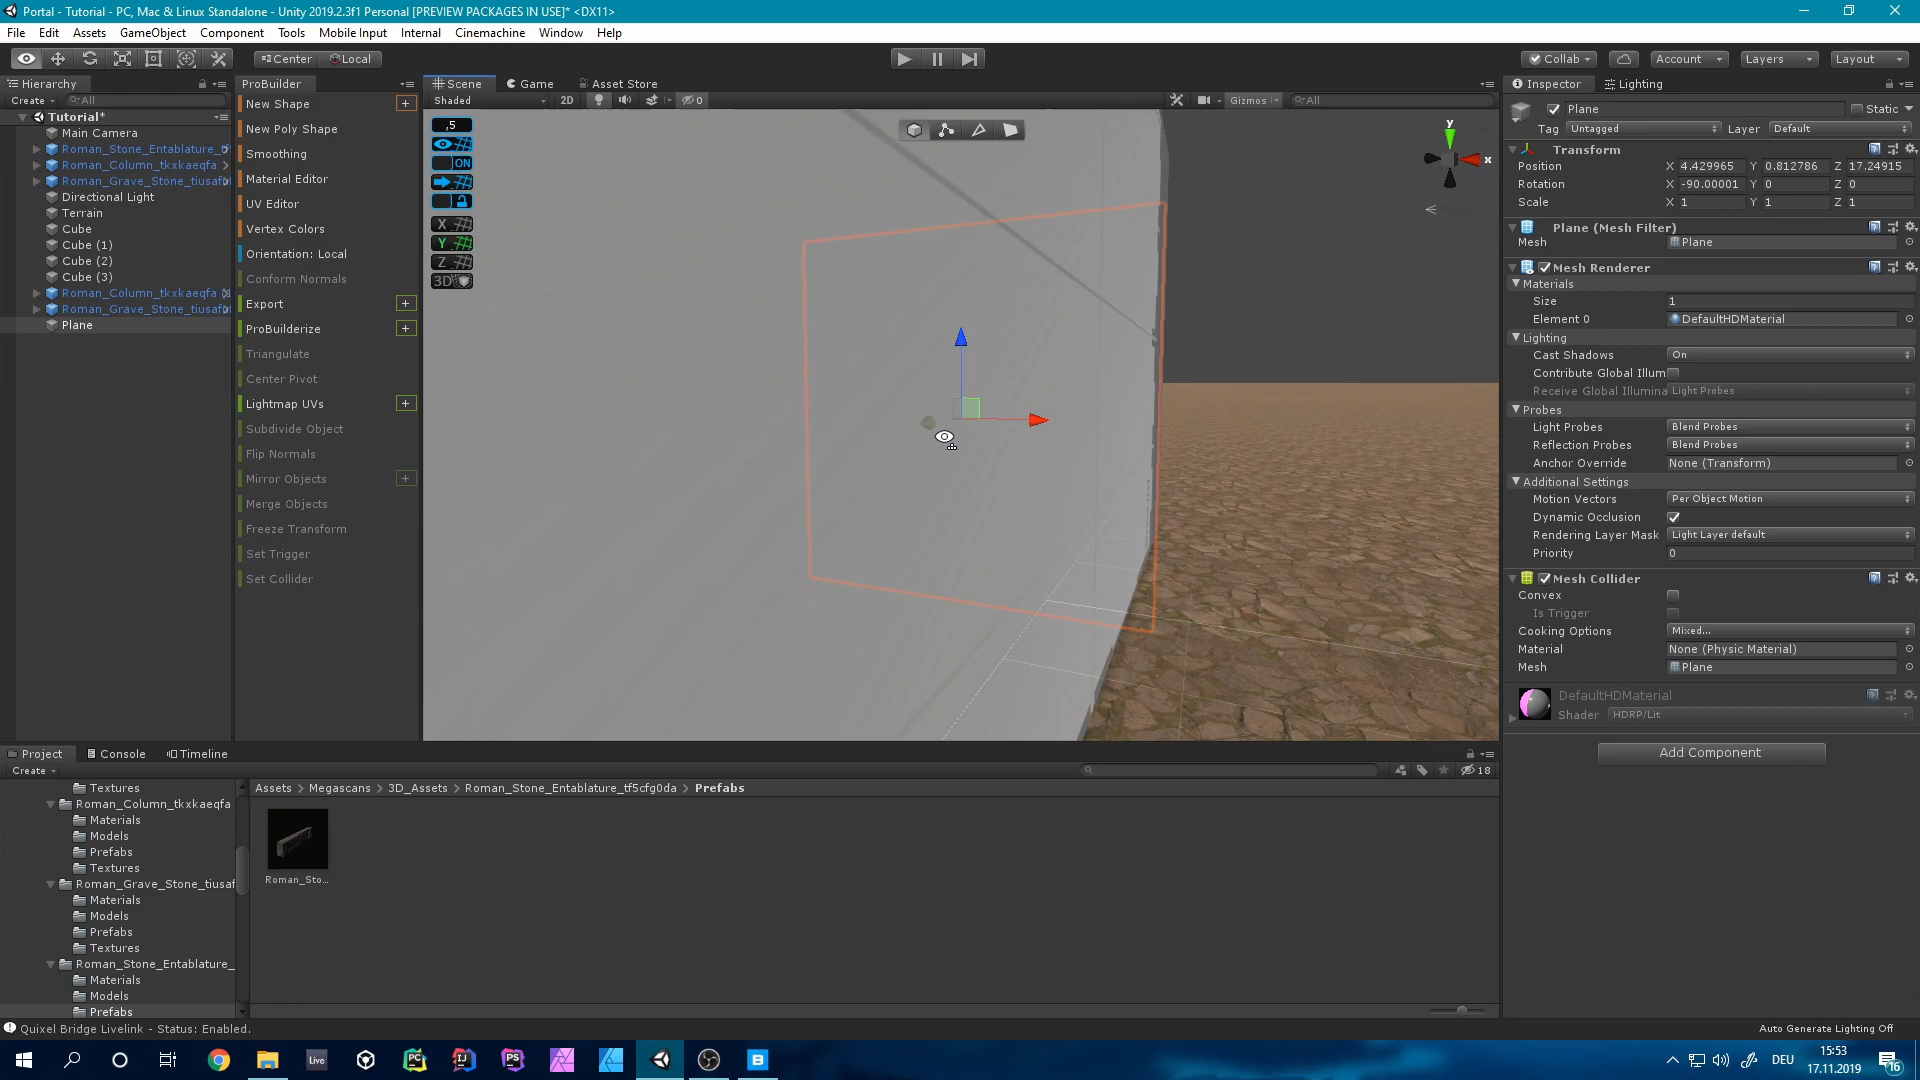 Portal - Tutorial - PC, Mac & Linux Standalone - Unity 2019.2.3f1 Personal [PREVIEW PACKAGES IN USE]* <DX11>
File Edit Assets GameObject Component Tools Mobile Input Internal Cinemachine Window Help
Center Local Collab Account Layers Layout
Hierarchy ProBuilder Scene Game Asset Store Inspector Lighting
Create All Shaded 2D 0 Gizmos All
Tutorial*
Main Camera
Roman_Stone_Entablature_tf
Roman_Column_tkxkaeqfa
Roman_Grave_Stone_tiusaf
Directional Light
Terrain
Cube
Cube (1)
Cube (2)
Cube (3)
Roman_Column_tkxkaeqfa
Roman_Grave_Stone_tiusaf
Plane
New Shape
New Poly Shape
Smoothing
Material Editor
UV Editor
Vertex Colors
Orientation: Local
Conform Normals
Export
ProBuilderize
Triangulate
Center Pivot
Lightmap UVs
Subdivide Object
Flip Normals
Mirror Objects
Merge Objects
Freeze Transform
Set Trigger
Set Collider
,5
ON
X
Y
Z
3D
y
x
Plane Static
Tag Untagged Layer Default
Transform
Position X 4.429965 Y 0.812786 Z 17.24915
Rotation X -90.00001 Y 0 Z 0
Scale X 1 Y 1 Z 1
Plane (Mesh Filter)
Mesh Plane
Mesh Renderer
Materials
Size 1
Element 0 DefaultHDMaterial
Lighting
Cast Shadows On
Contribute Global Illum
Receive Global Illumina Light Probes
Probes
Light Probes Blend Probes
Reflection Probes Blend Probes
Anchor Override None (Transform)
Additional Settings
Motion Vectors Per Object Motion
Dynamic Occlusion
Rendering Layer Mask Light Layer default
Priority 0
Mesh Collider
Convex
Is Trigger
Cooking Options Mixed...
Material None (Physic Material)
Mesh Plane
DefaultHDMaterial
Shader HDRP/Lit
Add Component
Project Console Timeline
Create 18
Assets Megascans 3D_Assets Roman_Stone_Entablature_tf5cfg0da Prefabs
Textures
Roman_Column_tkxkaeqfa
Materials
Models
Prefabs
Textures
Roman_Grave_Stone_tiusaf
Materials
Models
Prefabs
Textures
Roman_Stone_Entablature_
Materials
Models
Prefabs
Roman_Sto...
Quixel Bridge Livelink - Status: Enabled.
Auto Generate Lighting Off
Live PC IJ PS
DEU 15:53
17.11.2019
16